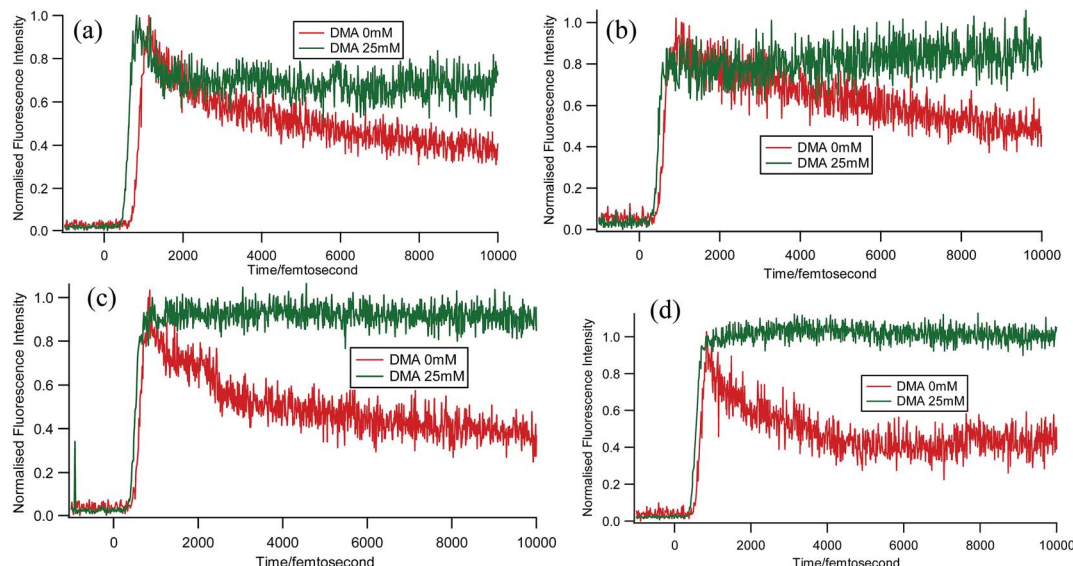 (a)
DMA 0mM
DMA 25mM
Normalised Fluorescence Intensity
1.0
0.8
0.6
0.4
0.2
0.0
0 2000 4000 6000 8000 10000
Time/femtosecond
(b)
DMA 0mM
DMA 25mM
Normalised Fluorescence Intensity
1.0
0.8
0.6
0.4
0.2
0.0
0 2000 4000 6000 8000 10000
Time/femtosecond
(c)
DMA 0mM
DMA 25mM
Normalised Fluorescence Intensity
1.0
0.8
0.6
0.4
0.2
0.0
0 2000 4000 6000 8000 10000
Time/femtosecond
(d)
DMA 0mM
DMA 25mM
Normalised Fluorescence Intensity
1.0
0.8
0.6
0.4
0.2
0.0
0 2000 4000 6000 8000 10000
Time/femtosecond